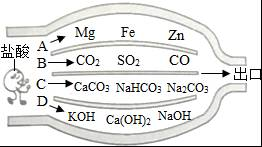 A Mg Fe Zn
盐酸 B CO₂ SO₂ CO
C CaCO₃ NaHCO₃ Na₂CO₃ 出口
D KOH Ca(OH)₂ NaOH